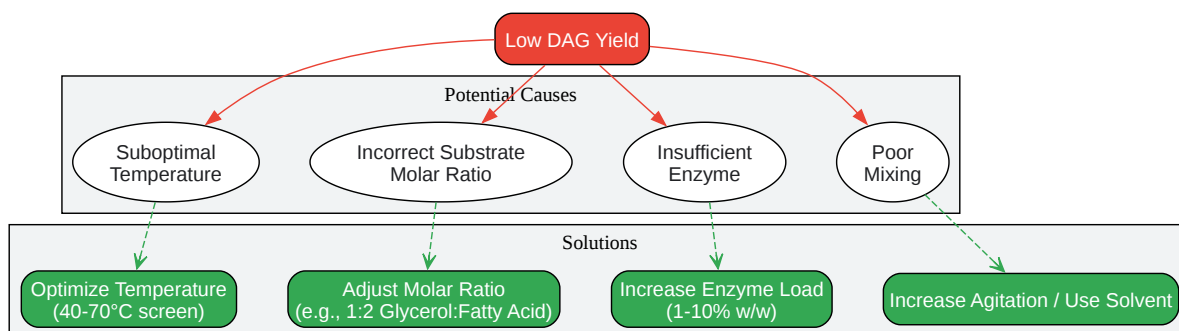 Low DAG Yield
Potential Causes
Suboptimal
Temperature
Incorrect Substrate
Molar Ratio
Insufficient
Enzyme
Poor
Mixing
Solutions
Optimize Temperature
(40-70°C screen)
Adjust Molar Ratio
(e.g., 1:2 Glycerol:Fatty Acid)
Increase Enzyme Load
(1-10% w/w)
Increase Agitation / Use Solvent